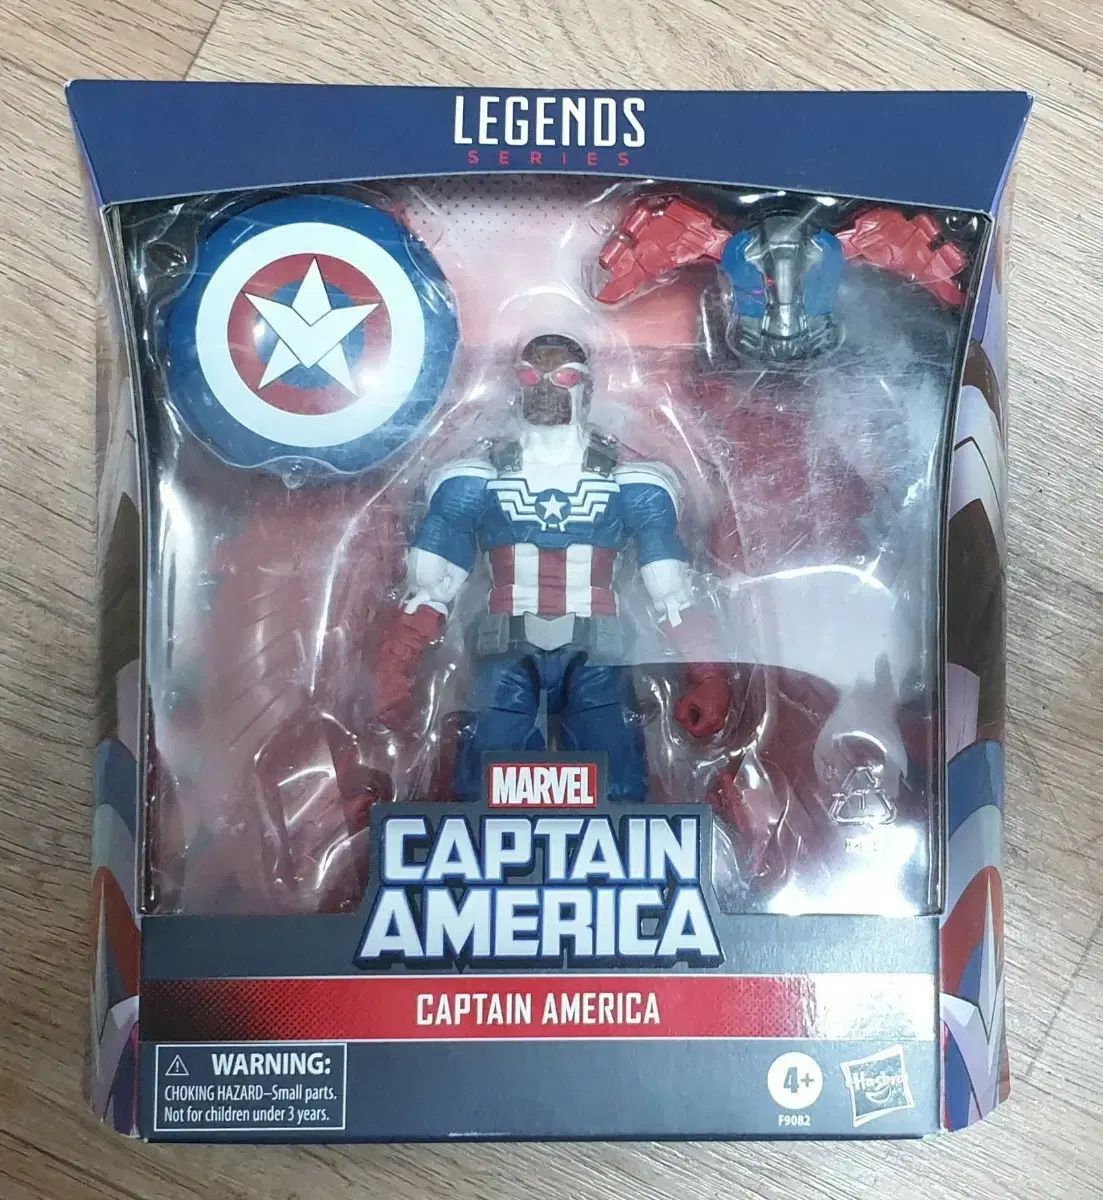 LEGENDS
SERIES
MARVEL
CAPTAIN
AMERICA
CAPTAIN AMERICA
WARNING:
CHOKING HAZARD–Small parts.
Not for children under 3 years.
4+
F9082
Hasbro